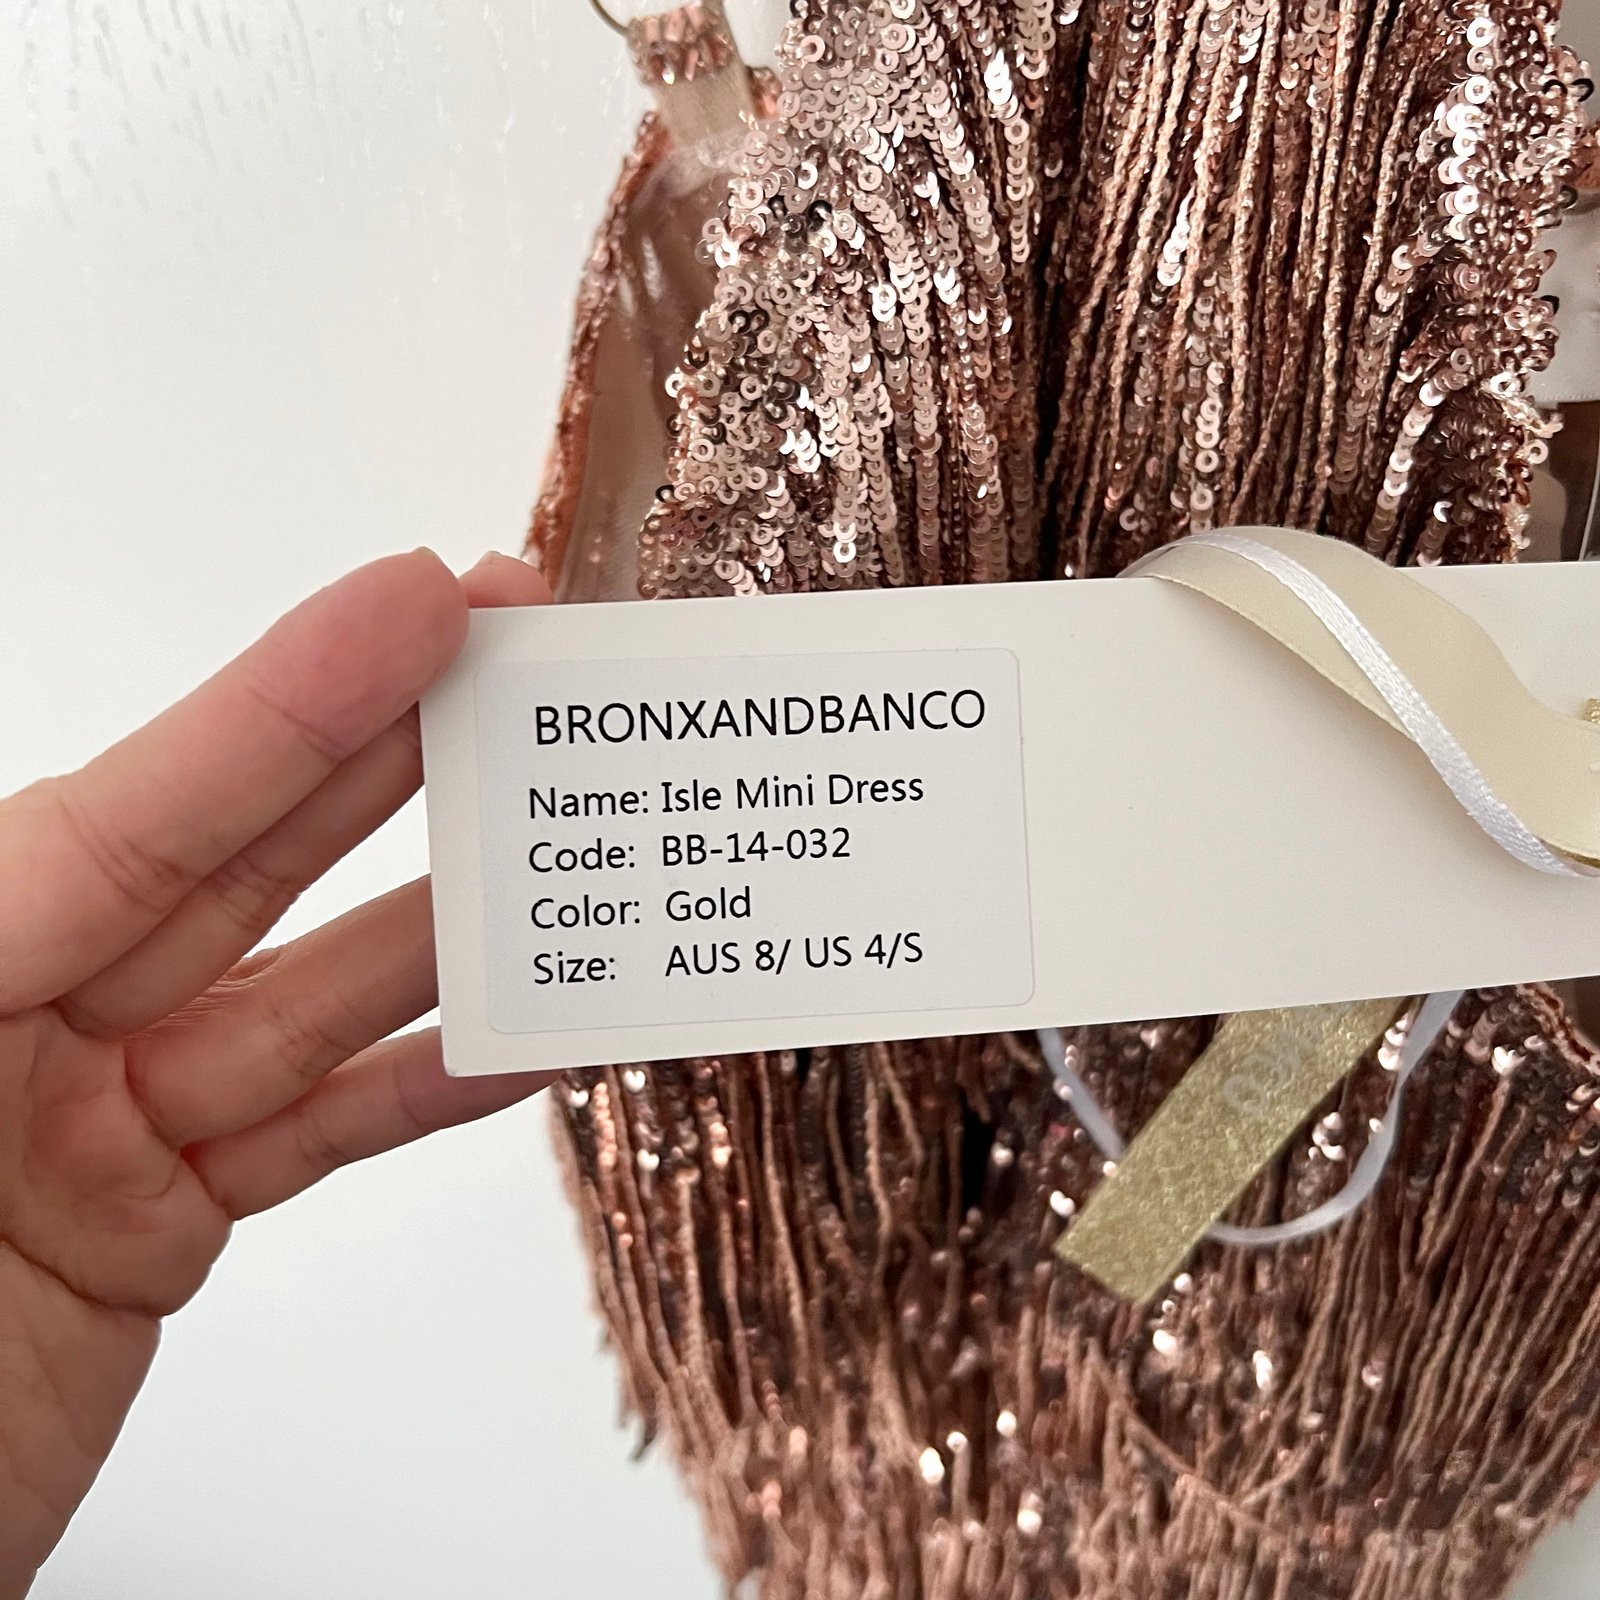 BRONXANDBANCO
Name: Isle Mini Dress
Code: BB-14-032
Color: Gold
Size: AUS 8/ US 4/S